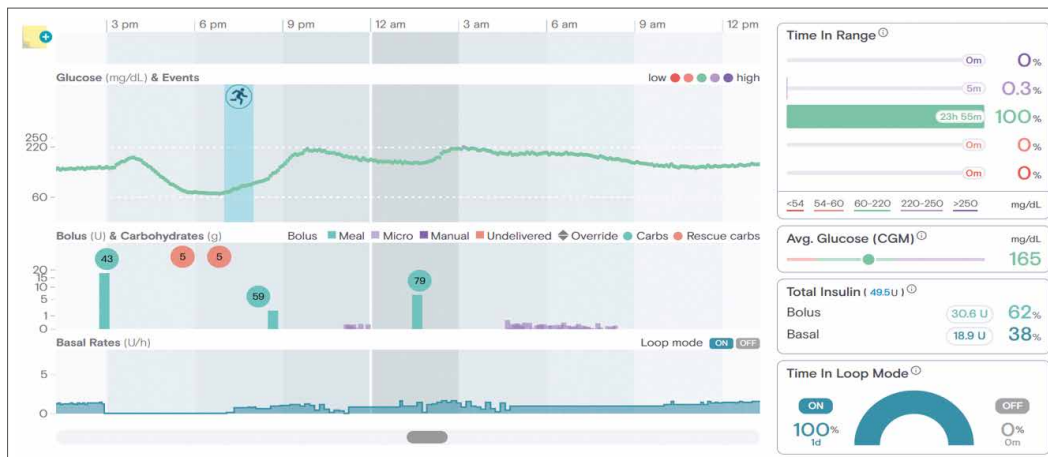 3 pm 6 pm 9 pm 12 am 3 am 6 am 9 am 12 pm
Glucose (mg/dL) & Events low high
250
220
60
Bolus (U) & Carbohydrates (g) Bolus Meal Micro Manual Undelivered Override Carbs Rescue carbs
43 5 5 59 79
20
15
10
5
1
0
Basal Rates (U/h) Loop mode ON OFF
5
0
Time In Range
0m 0%
5m 0.3%
23h 55m 100%
0m 0%
0m 0%
<54 54-60 60-220 220-250 >250 mg/dL
Avg. Glucose (CGM) mg/dL
165
Total Insulin ( 49.5U )
Bolus 30.6 U 62%
Basal 18.9 U 38%
Time In Loop Mode
ON OFF
100% 0%
1d 0m